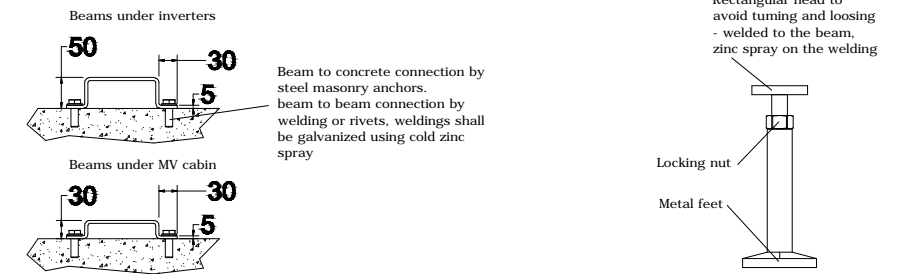 Beams under inverters
50
30
5
Beam to concrete connection by
steel masonry anchors.
beam to beam connection by
welding or rivets, weldings shall
be galvanized using cold zinc
spray
Beams under MV cabin
30
30
5
Rectangular head to
avoid tuming and loosing
- welded to the beam,
zinc spray on the welding
Locking nut
Metal feet